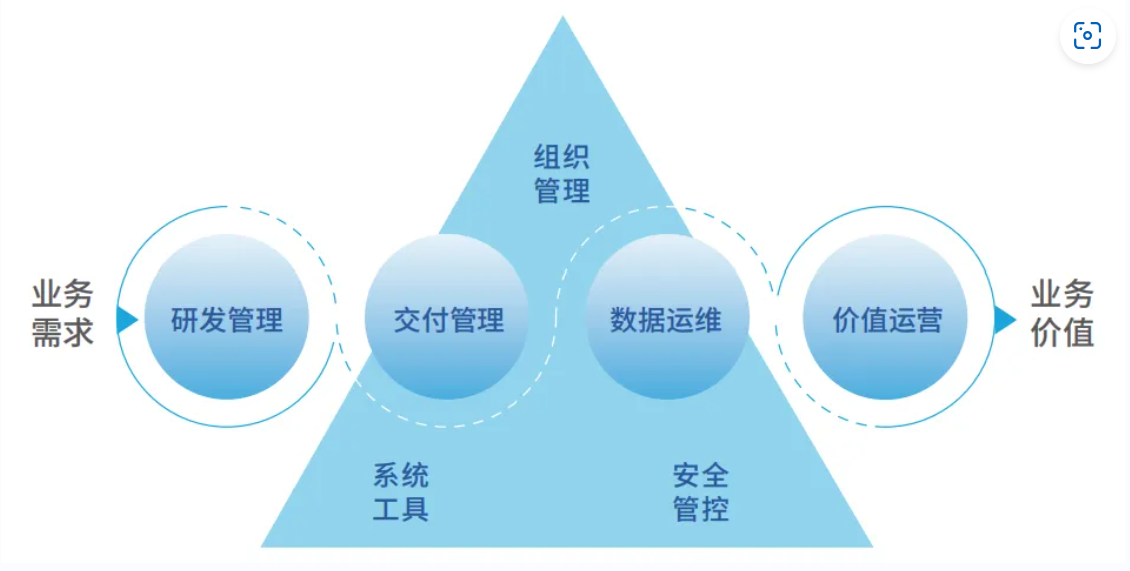 组织
管理
业务
需求
研发管理
交付管理
数据运维
价值运营
业务
价值
系统
工具
安全
管控